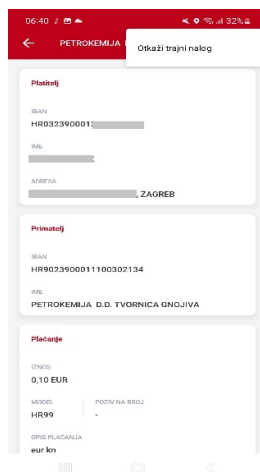 06:40
32%
← PETROKEMIJA
Otkaži trajni nalog
Platitelj
IBAN
HR032390001
IME
ADRESA
, ZAGREB
Primatelj
IBAN
HR9023900011100302134
IME
PETROKEMIJA D.D. TVORNICA GNOJIVA
Plaćanje
IZNOS
0,10 EUR
MODEL POZIV NA BROJ
HR99 -
OPIS PLAĆANJA
eur kn